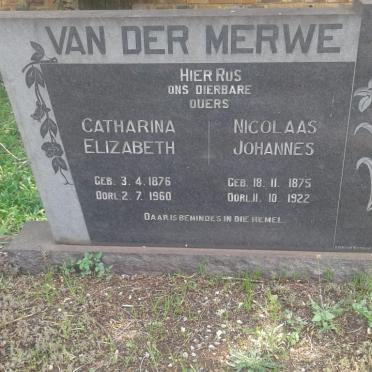 VAN DER MERWE
HIER RUS
ONS DIERBARE
OUERS
CATHARINA
ELIZABETH
GEB. 3. 4. 1876
OORL. 2. 7. 1960
NICOLAAS
JOHANNES
GEB. 18. 11. 1875
OORL. 11. 10. 1922
DAAR IS BEMINDES IN DIE HEMEL.